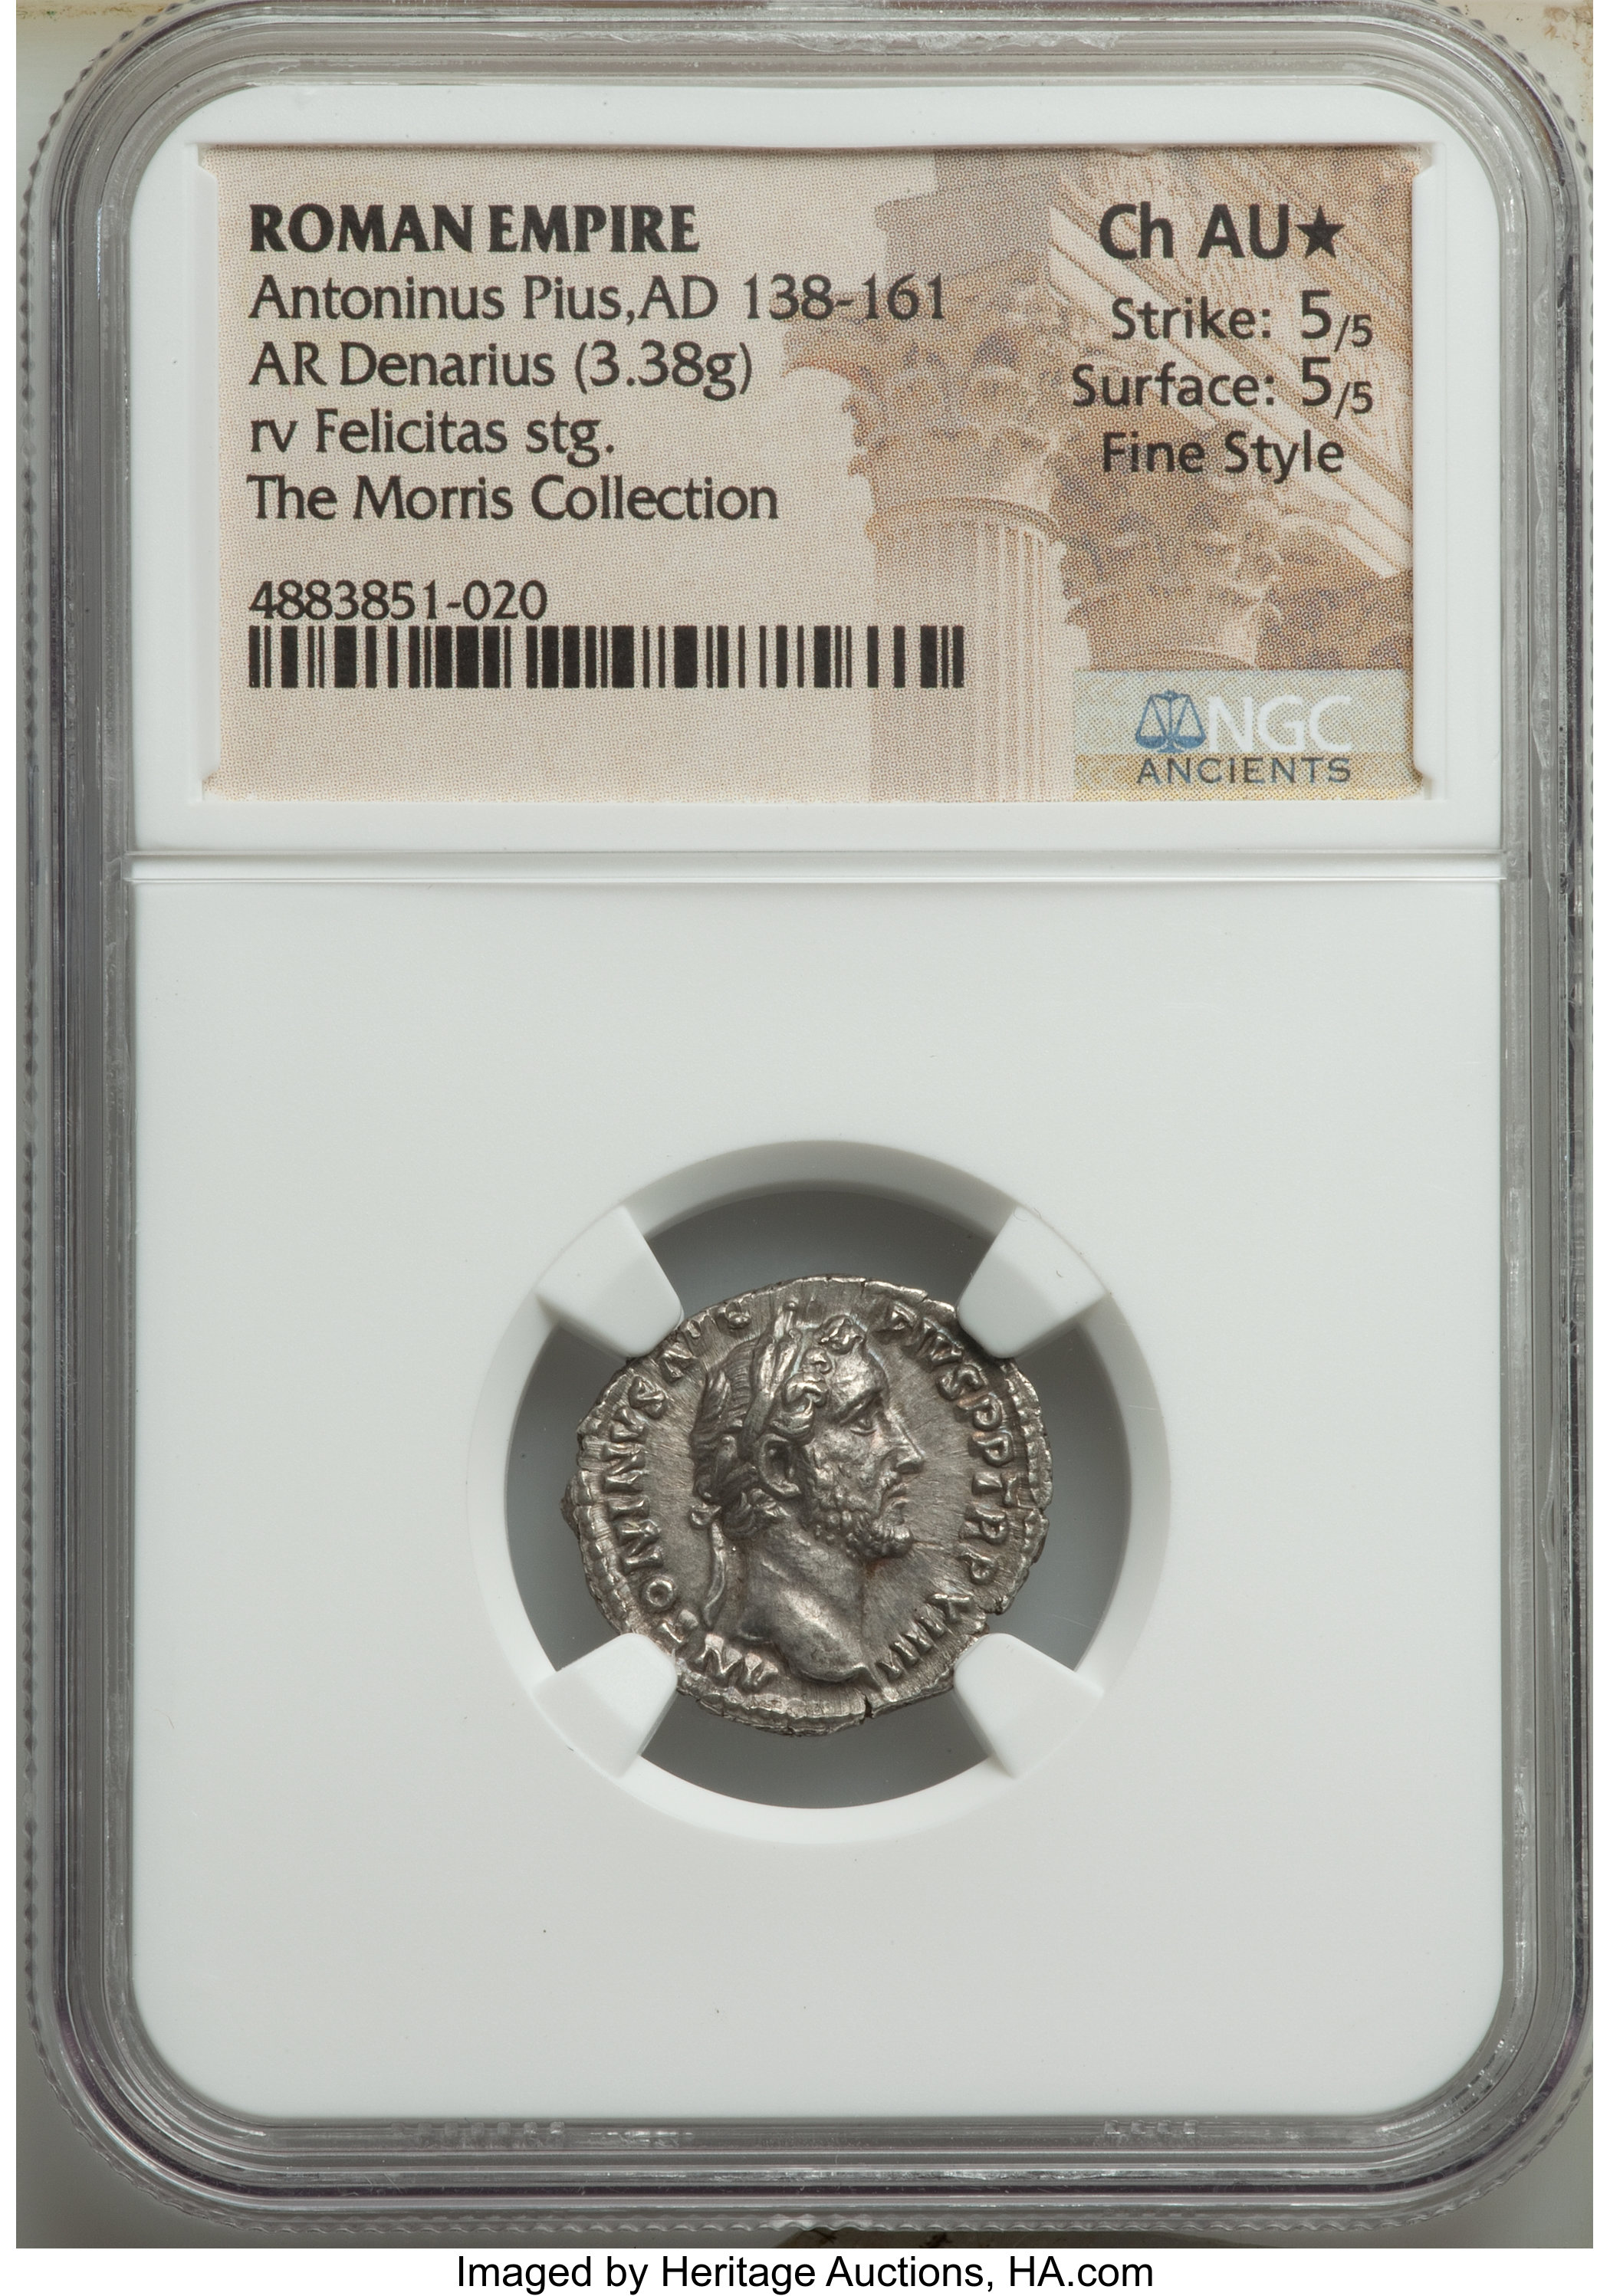 ROMAN EMPIRE
Antoninus Pius, AD 138-161
AR Denarius (3.38g)
rv Felicitas stg.
The Morris Collection
4883851-020
Ch AU★
Strike: 5/5
Surface: 5/5
Fine Style
NGC
ANCIENTS
ANTONINVS AVG PIVS P P TR P XIIII
Imaged by Heritage Auctions, HA.com